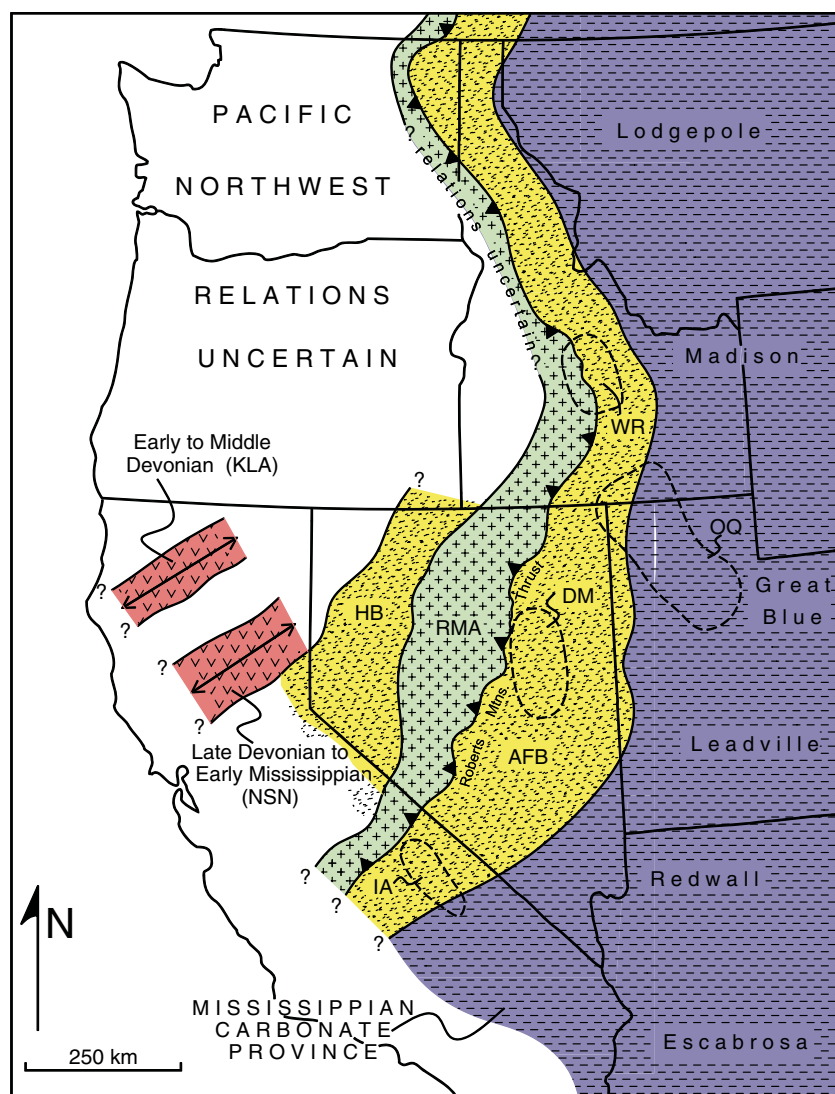 PACIFIC
NORTHWEST
RELATIONS
UNCERTAIN
?
relations uncertain
?
Lodgepole
Madison
WR
Early to Middle
Devonian (KLA)
?
?
?
?
?
HB
RMA
Thrust
DM
OQ
Great
Blue
Roberts Mtns.
AFB
Leadville
Late Devonian to
Early Mississippian
(NSN)
?
?
?
IA
Redwall
N
MISSISSIPPIAN
CARBONATE
PROVINCE
Escabrosa
250 km